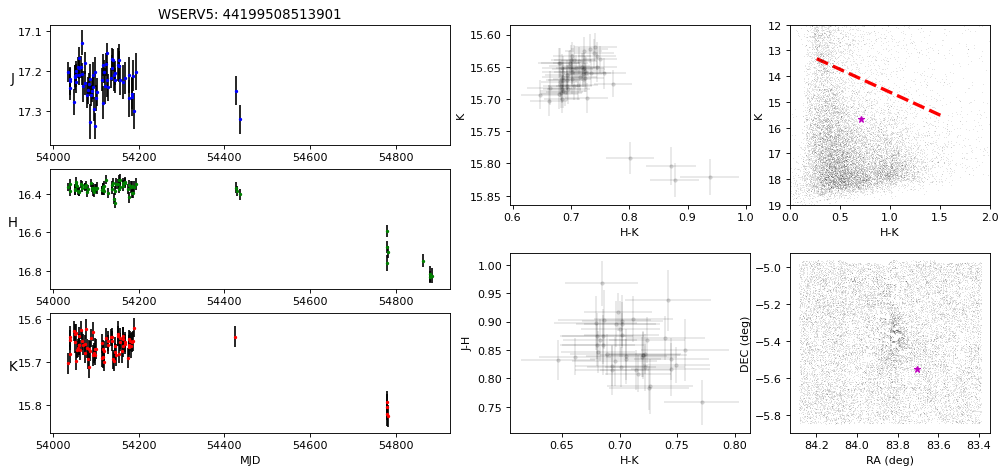 WSERV5: 44199508513901
J
17.1
17.2
17.3
54000 54200 54400 54600 54800
H
16.4
16.6
16.8
54000 54200 54400 54600 54800
K
15.6
15.7
15.8
54000 54200 54400 54600 54800
MJD
K
15.60
15.65
15.70
15.75
15.80
15.85
0.6 0.7 0.8 0.9 1.0
H-K
J-H
1.00
0.95
0.90
0.85
0.80
0.75
0.65 0.70 0.75 0.80
H-K
K
12
13
14
15
16
17
18
19
0.0 0.5 1.0 1.5 2.0
H-K
DEC (deg)
−5.0
−5.2
−5.4
−5.6
−5.8
84.2 84.0 83.8 83.6 83.4
RA (deg)